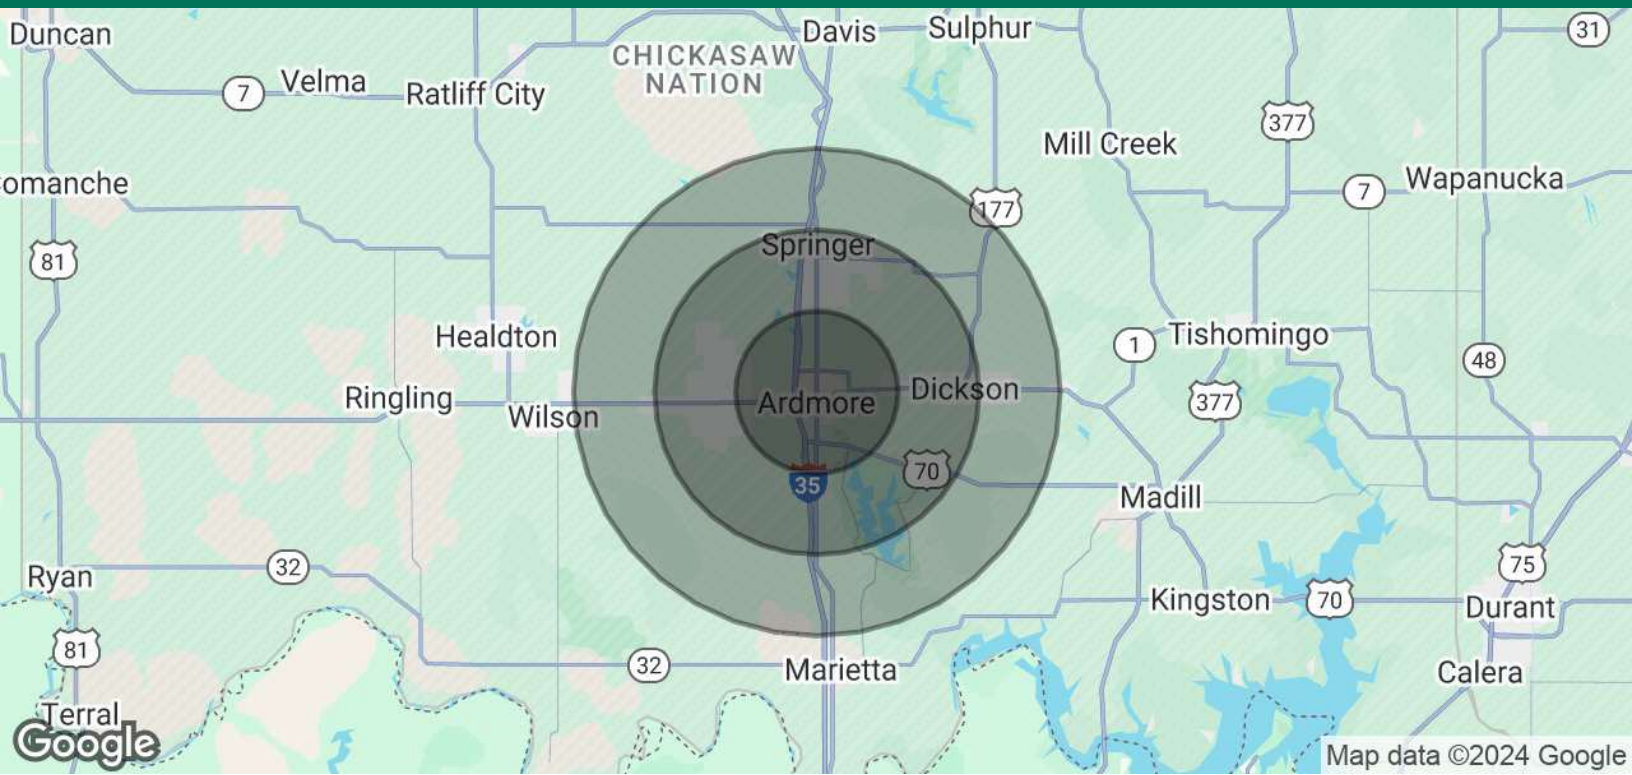 Duncan
Davis
Sulphur
31
CHICKASAW
NATION
7
Velma
Ratliff City
377
Mill Creek
omanche
177
7
Wapanucka
81
Springer
Healdton
1
Tishomingo
48
Ringling
Wilson
Ardmore
Dickson
377
35
70
Madill
Ryan
32
75
Kingston
70
Durant
81
32
Marietta
Calera
Terral
Google
Map data ©2024 Google